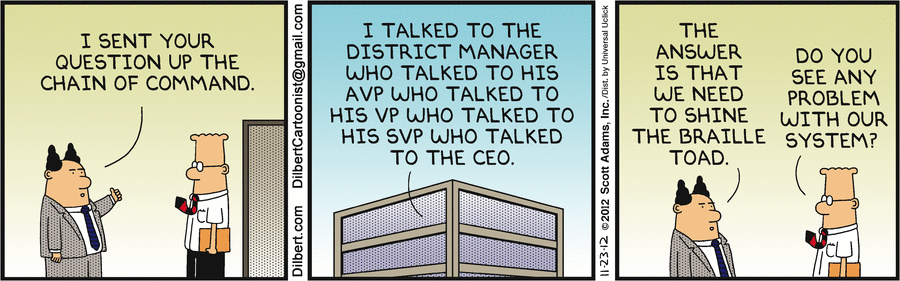 I SENT YOUR
QUESTION UP THE
CHAIN OF COMMAND.
Dilbert.com DilbertCartoonist@gmail.com
I TALKED TO THE
DISTRICT MANAGER
WHO TALKED TO HIS
AVP WHO TALKED TO
HIS VP WHO TALKED TO
HIS SVP WHO TALKED
TO THE CEO.
11-23-12 ©2012 Scott Adams, Inc. /Dist. by Universal Uclick
THE
ANSWER
IS THAT
WE NEED
TO SHINE
THE BRAILLE
TOAD.
DO YOU
SEE ANY
PROBLEM
WITH OUR
SYSTEM?